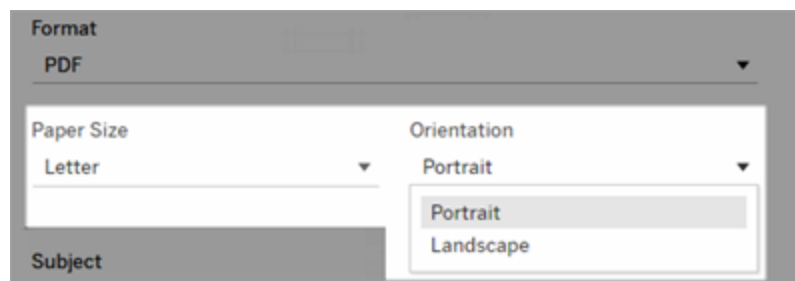 Format
PDF
Paper Size
Orientation
Letter
Portrait
Portrait
Landscape
Subject